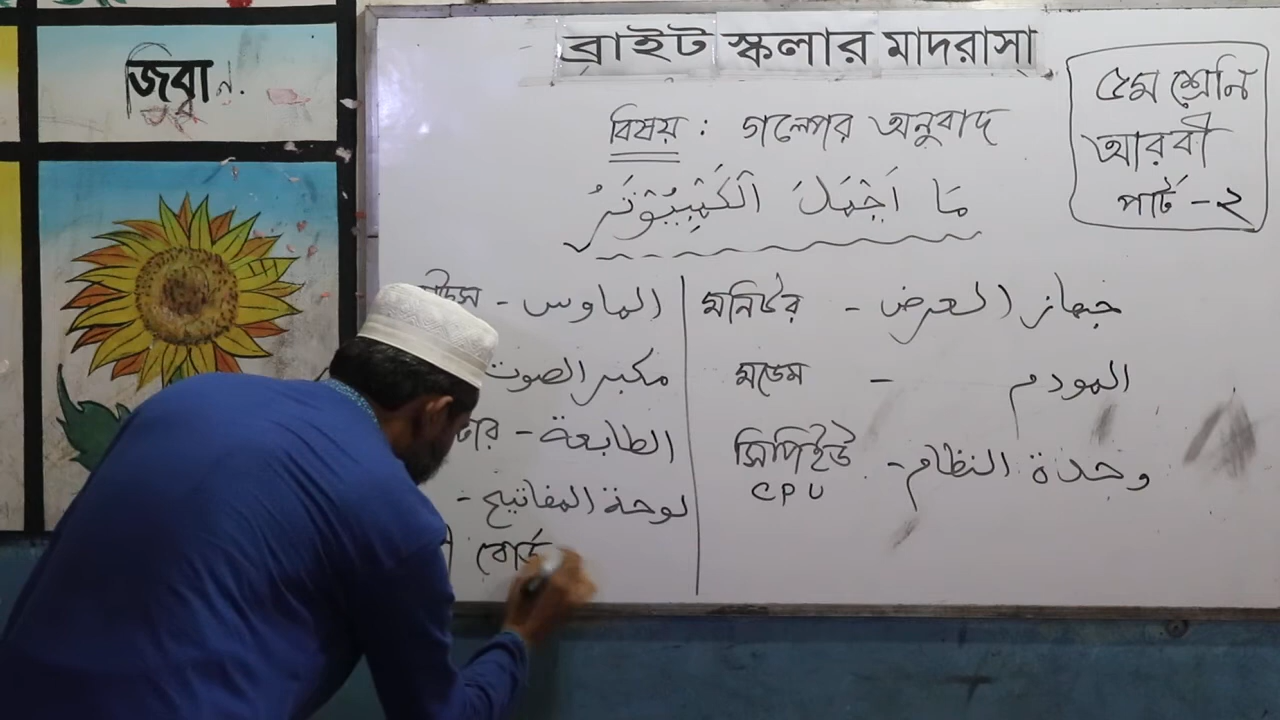 জিব্রান
ব্রাইট স্কলার মাদরাসা
৫ম শ্রেনি
আরবী
পার্ট - ২
বিষয় : গল্পের অনুবাদ
مَا اَجْمَلَ الْكَمْبِيُوْتَرُ
الماوس -
مكبر الصوت
الطابعة -
لوحة المفاتيح -
বোর্ড
মনিটর - جهاز العرض
মডেম - المودم
সিপিইউ - وحدة النظام
CPU